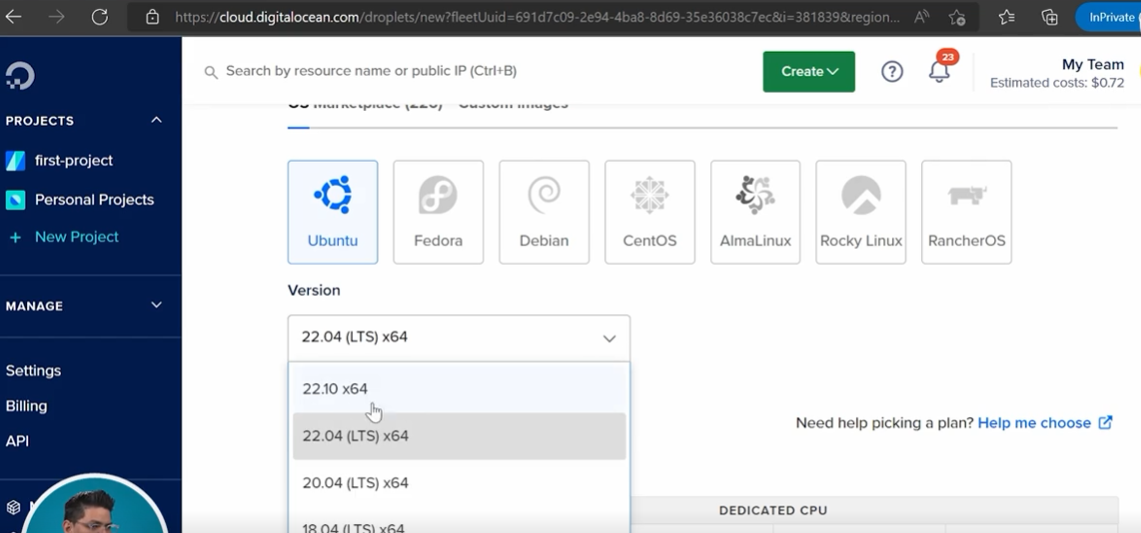 https://cloud.digitalocean.com/droplets/new?fleetUuid=691d7c09-2e94-4ba8-8d69-35e36038c7ec&i=381839&region...
InPrivate
Search by resource name or public IP (Ctrl+B)
Create
23
My Team
Estimated costs: $0.72
PROJECTS
first-project
Personal Projects
+ New Project
MANAGE
Settings
Billing
API
OS Marketplace (226) Custom images
Ubuntu
Fedora
Debian
CentOS
AlmaLinux
Rocky Linux
RancherOS
Version
22.04 (LTS) x64
22.10 x64
22.04 (LTS) x64
20.04 (LTS) x64
18.04 (LTS) x64
Need help picking a plan? Help me choose
DEDICATED CPU